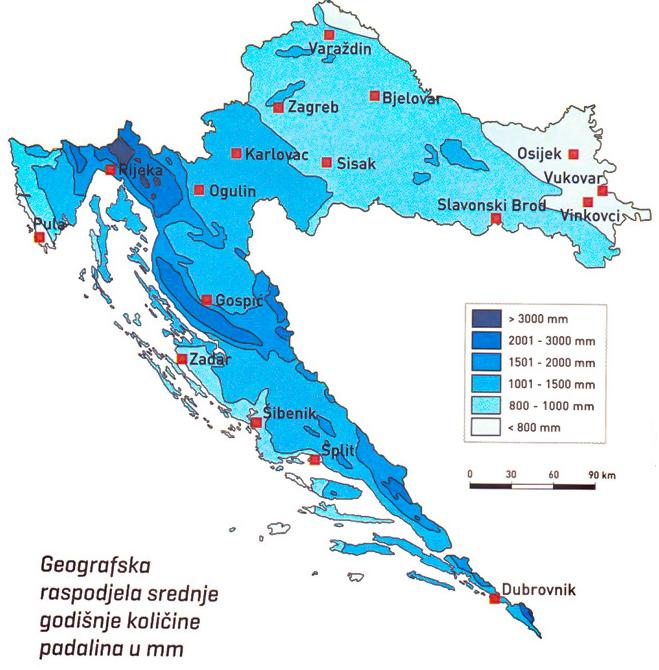 Varaždin
Zagreb
Bjelovar
Karlovac
Sisak
Osijek
Rijeka
Vukovar
Ogulin
Slavonski Brod
Vinkovci
Pula
Gospić
> 3000 mm
2001 - 3000 mm
1501 - 2000 mm
1001 - 1500 mm
800 - 1000 mm
< 800 mm
Zadar
Šibenik
Split
0 30 60 90 km
Geografska
raspodjela srednje
godišnje količine
padalina u mm
Dubrovnik